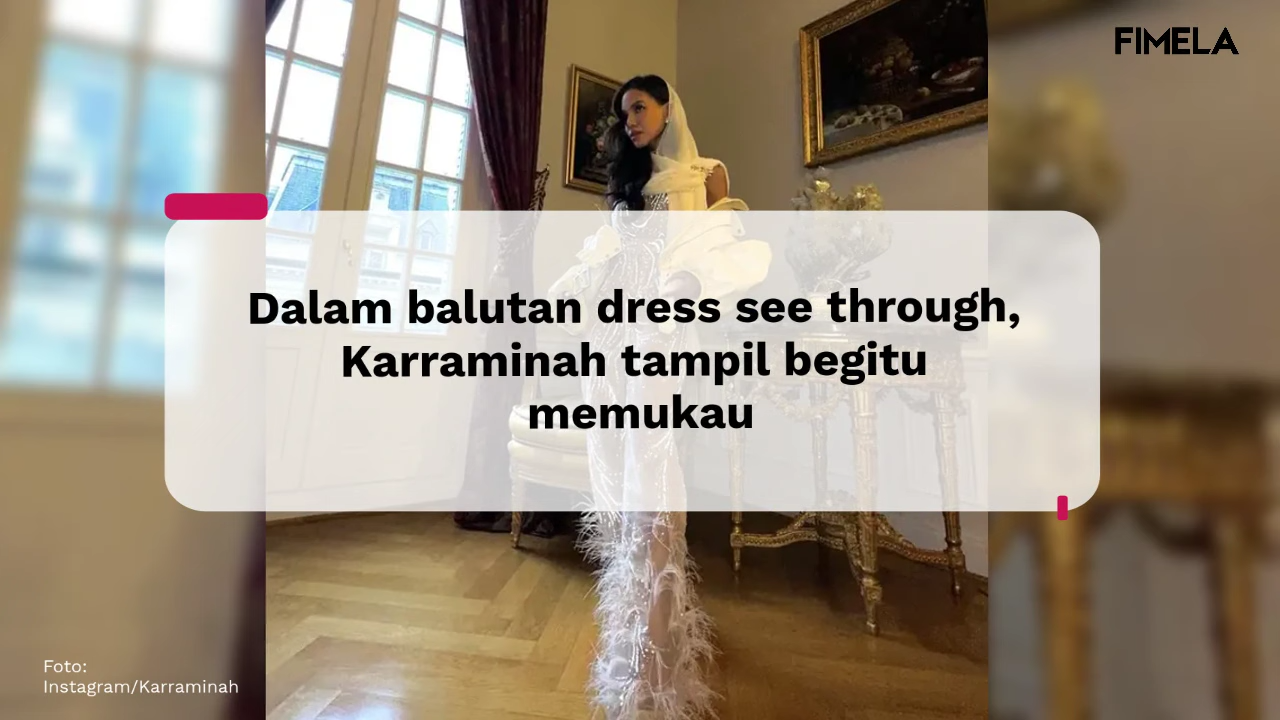 FIMELA
Dalam balutan dress see through,
Karraminah tampil begitu
memukau
Foto:
Instagram/Karraminah